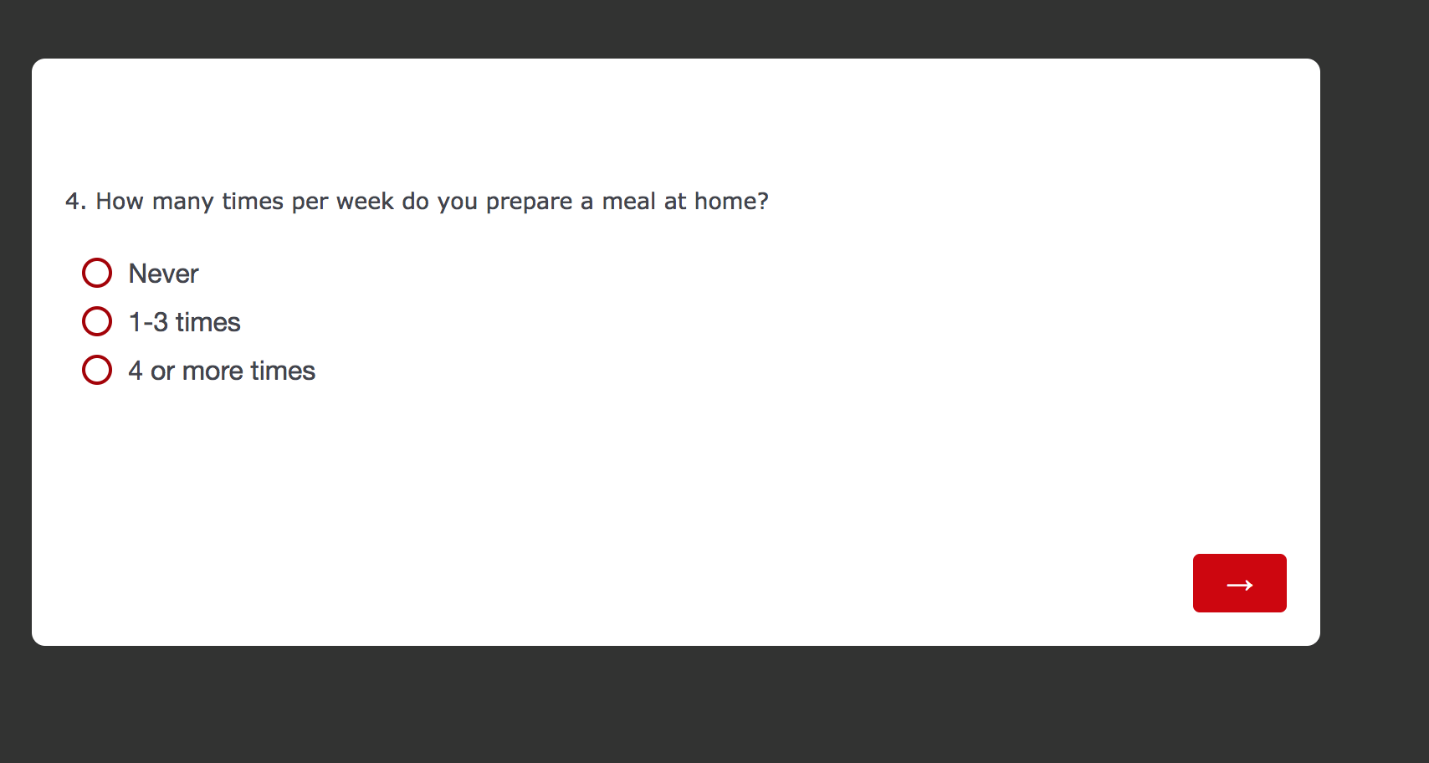 4. How many times per week do you prepare a meal at home?
Never
1-3 times
4 or more times
→